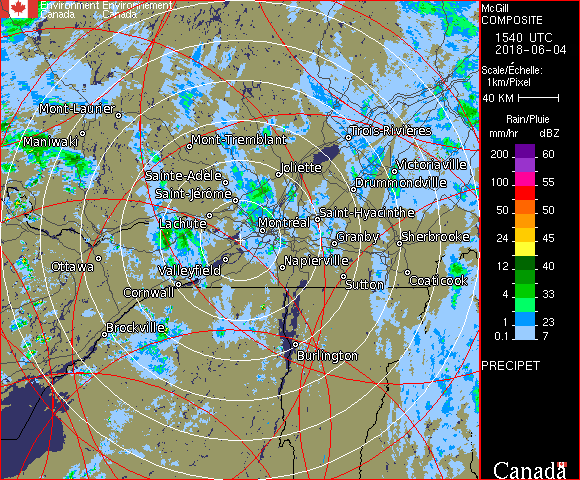 Environment Environnement
Canada Canada
McGill
COMPOSITE
1540 UTC
2018-06-04
Scale/Échelle:
1km/Pixel
40 KM
Rain/Pluie
mm/hr dBZ
200 60
100 55
50 50
24 45
12 40
4 33
1 23
0.1 7
PRECIPET
Canada
Mont-Laurier
Maniwaki
Mont-Tremblant
Trois-Rivières
Joliette
Victoriaville
Sainte-Adèle
Drummondville
Saint-Jérôme
Saint-Hyacinthe
Lachute
Montréal
Granby
Sherbrooke
Ottawa
Valleyfield
Napierville
Cornwall
Sutton
Coaticook
Brockville
Burlington